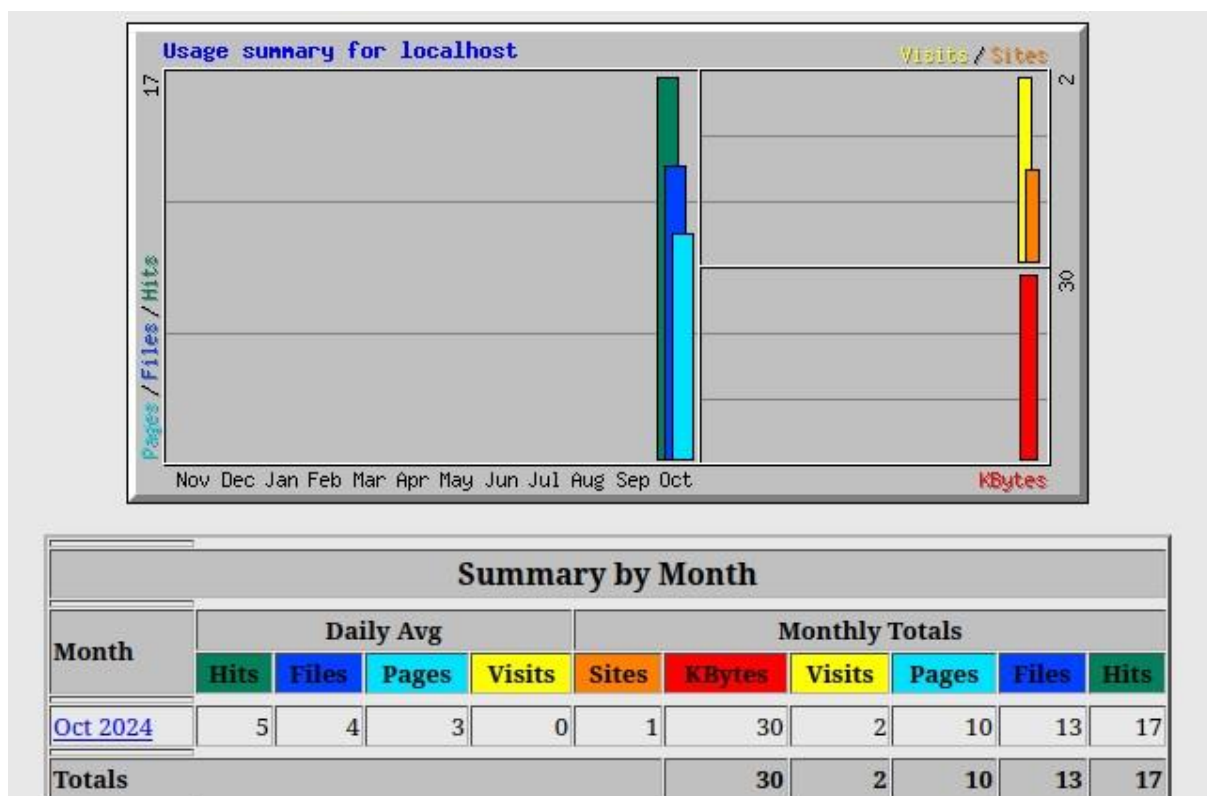 Usage summary for localhost
Visits / Sites
17
2
Pages / Files / Hits
30
Nov Dec Jan Feb Mar Apr May Jun Jul Aug Sep Oct
KBytes
Summary by Month
Month Daily Avg Monthly Totals
Hits Files Pages Visits Sites KBytes Visits Pages Files Hits
Oct 2024 5 4 3 0 1 30 2 10 13 17
Totals 30 2 10 13 17